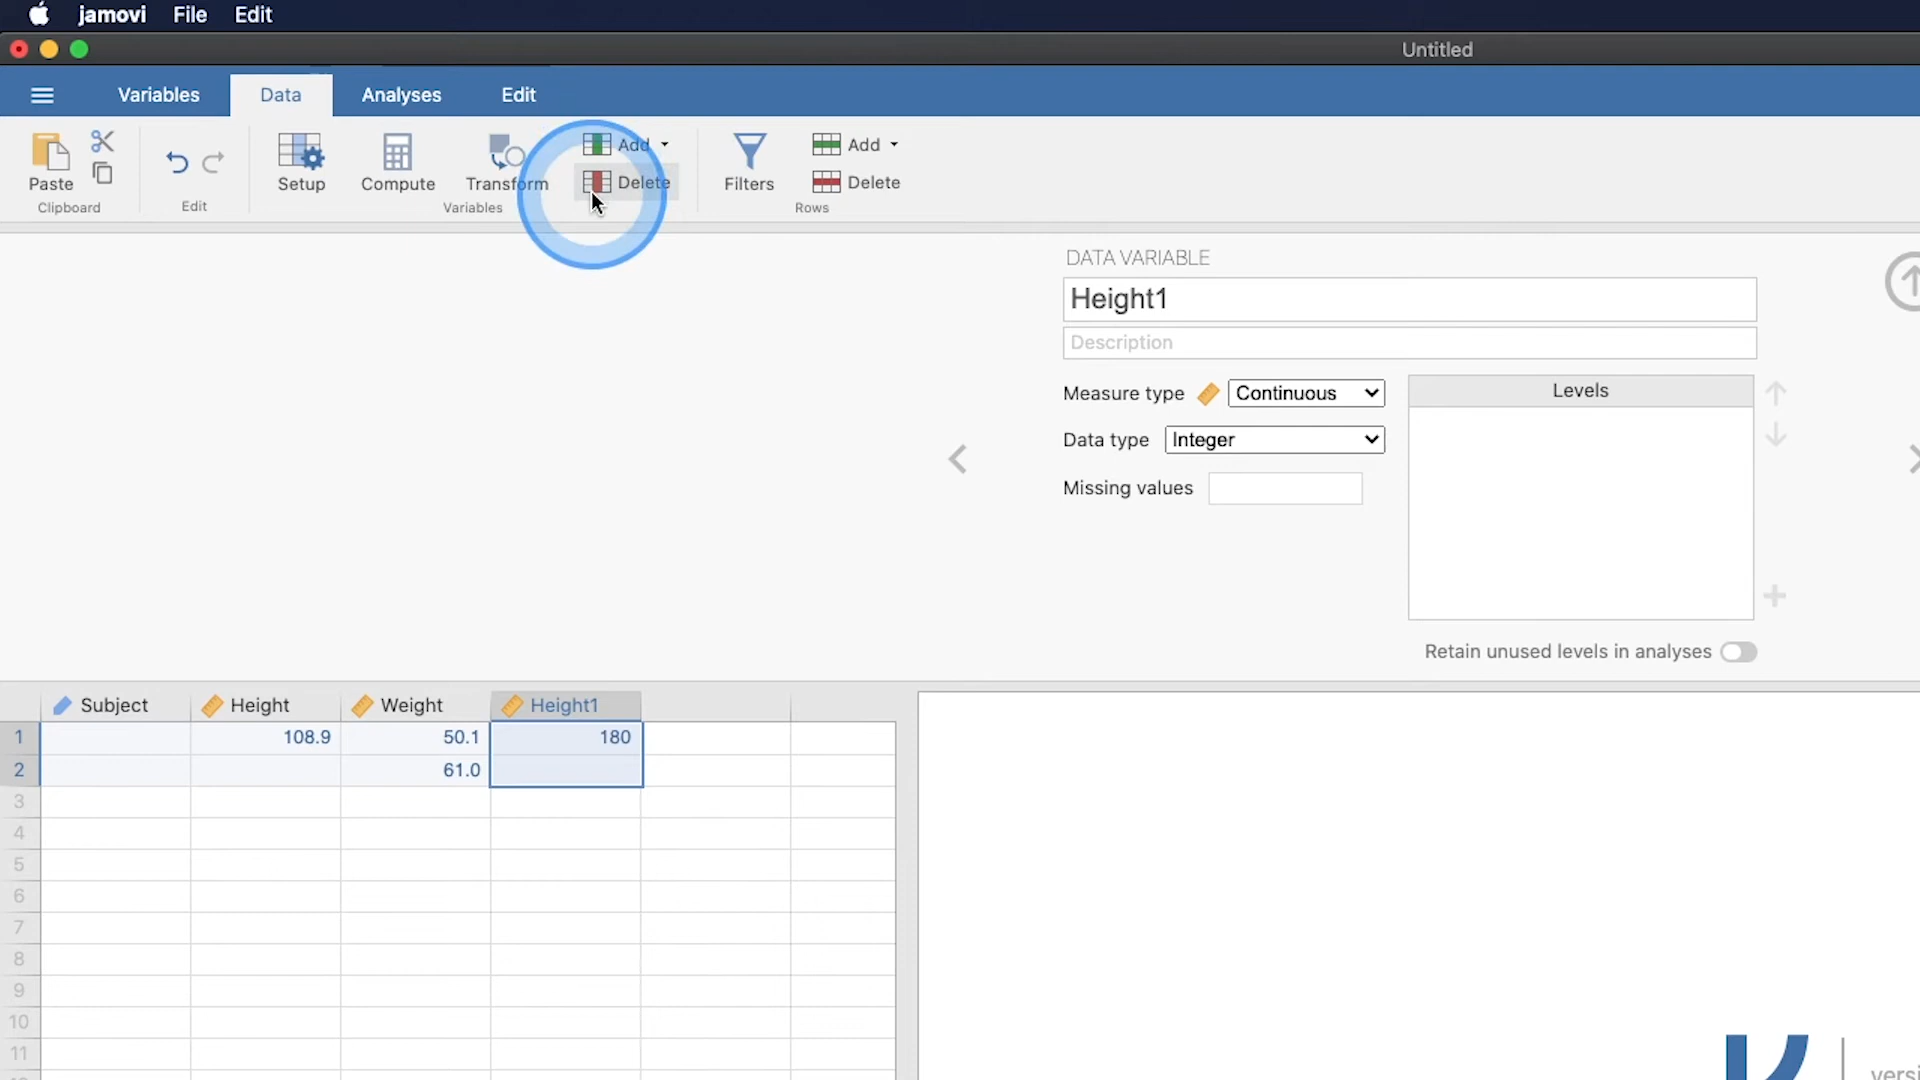 jamovi File Edit
Untitled
Variables Data Analyses Edit
Paste
Clipboard
Edit
Setup
Compute
Transform
Variables
Add
Delete
Filters
Add
Delete
Rows
DATA VARIABLE
Height1
Description
Measure type Continuous
Data type Integer
Missing values
Levels
Retain unused levels in analyses
Subject Height Weight Height1
1 108.9 50.1 180
2 61.0
3
4
5
6
7
8
9
10
11